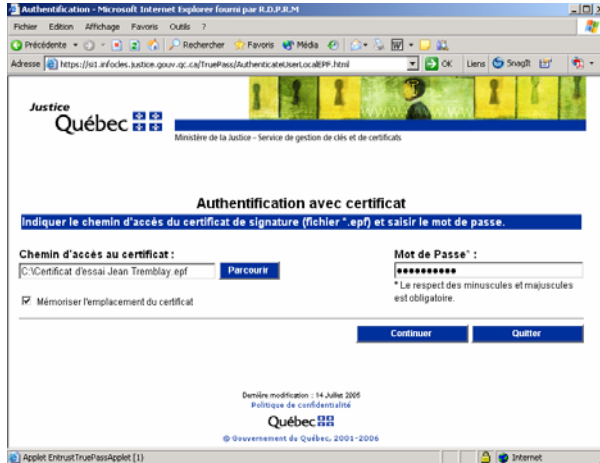 Authentification - Microsoft Internet Explorer fourni par R.D.P.R.M
Fichier Edition Affichage Favoris Outils ?
Précédente Rechercher Favoris Média
Adresse https://si1.infocles.justice.gouv.qc.ca/TruePass/AuthenticateUserLocalEPF.html OK Liens SnagIt
Justice
Québec
Ministère de la Justice - Service de gestion de clés et de certificats
Authentification avec certificat
Indiquer le chemin d'accès du certificat de signature (fichier *.epf) et saisir le mot de passe.
Chemin d'accès au certificat : Mot de Passe* :
C:\Certificat d'essai Jean Tremblay.epf Parcourir ●●●●●●●●●●
* Le respect des minuscules et majuscules
est obligatoire.
Mémoriser l'emplacement du certificat
Continuer Quitter
Dernière modification : 14 Juillet 2005
Politique de confidentialité
Québec
© Gouvernement du Québec, 2001-2006
Applet EntrustTruePassApplet (1) Internet